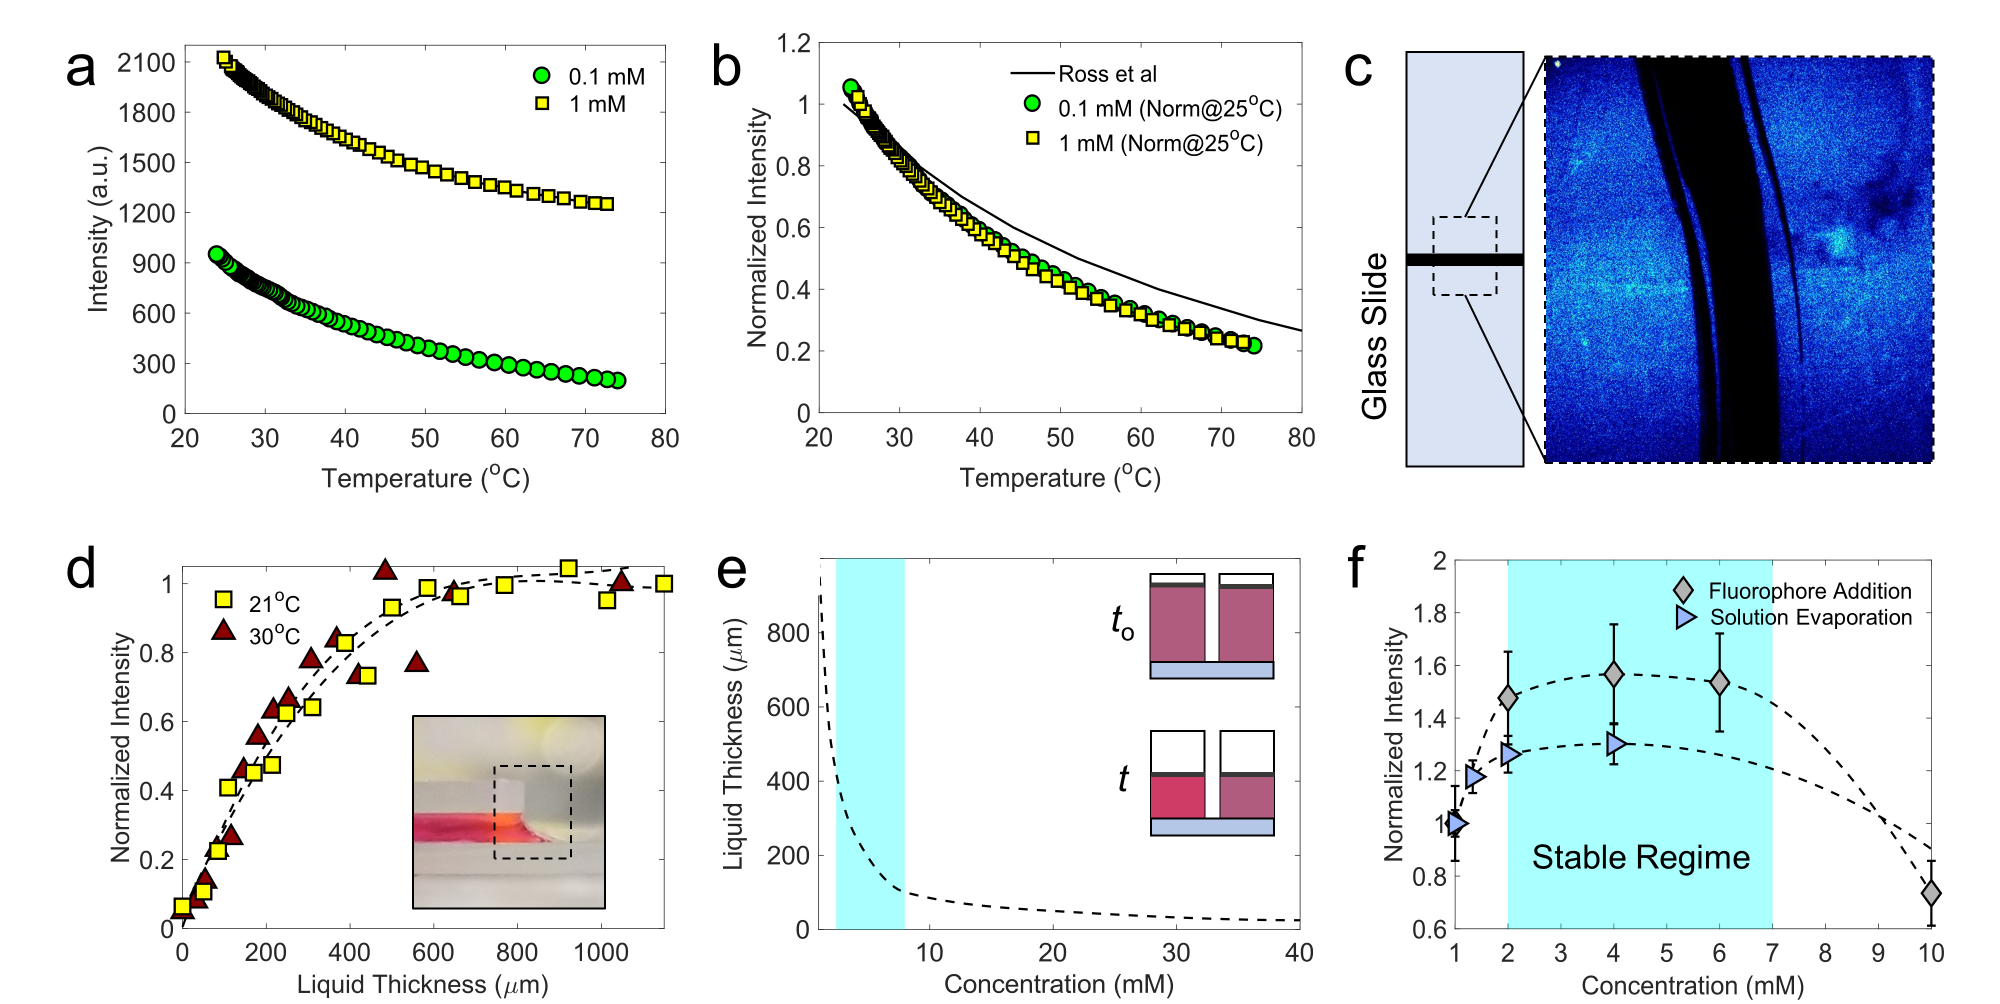 a
2100
1800
1500
1200
900
600
300
0
Intensity (a.u.)
0.1 mM
1 mM
20 30 40 50 60 70 80
Temperature (°C)
b
1.2
1
0.8
0.6
0.4
0.2
0
Normalized Intensity
Ross et al
0.1 mM (Norm@25°C)
1 mM (Norm@25°C)
20 30 40 50 60 70 80
Temperature (°C)
c
Glass Slide
d
1
0.8
0.6
0.4
0.2
0
Normalized Intensity
21°C
30°C
0 200 400 600 800 1000
Liquid Thickness (μm)
e
800
600
400
200
0
Liquid Thickness (μm)
to
t
10 20 30 40
Concentration (mM)
f
2
1.8
1.6
1.4
1.2
1
0.8
0.6
Normalized Intensity
Fluorophore Addition
Solution Evaporation
Stable Regime
1 2 3 4 5 6 7 8 9 10
Concentration (mM)